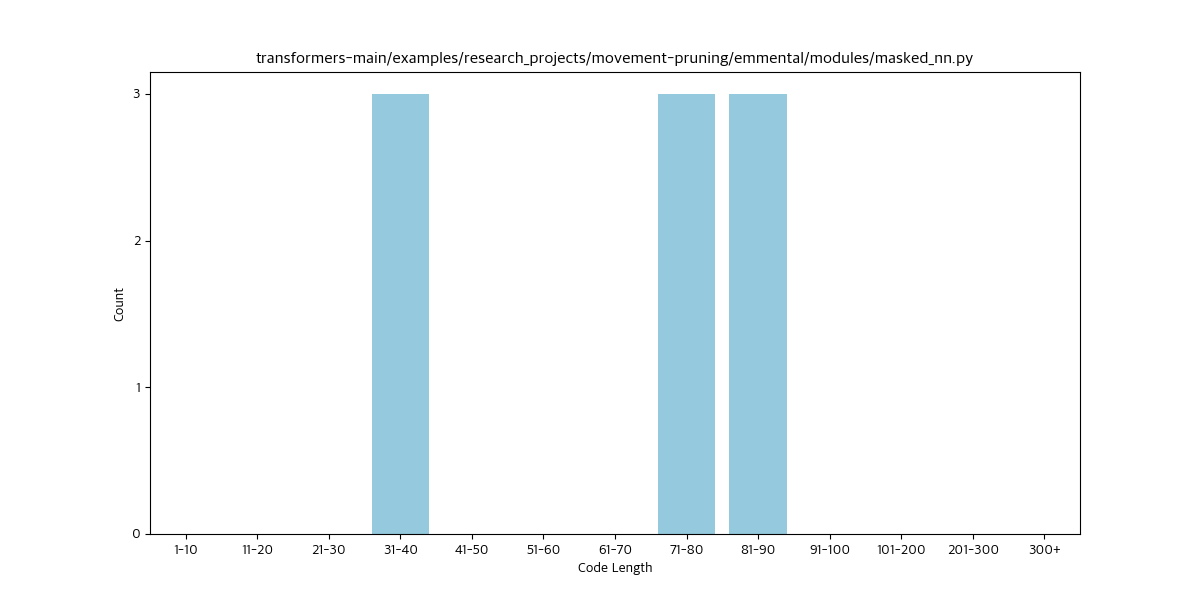 transformers-main/examples/research_projects/movement-pruning/emmental/modules/masked_nn.py
3
2
1
0
Count
1-10 11-20 21-30 31-40 41-50 51-60 61-70 71-80 81-90 91-100 101-200 201-300 300+
Code Length